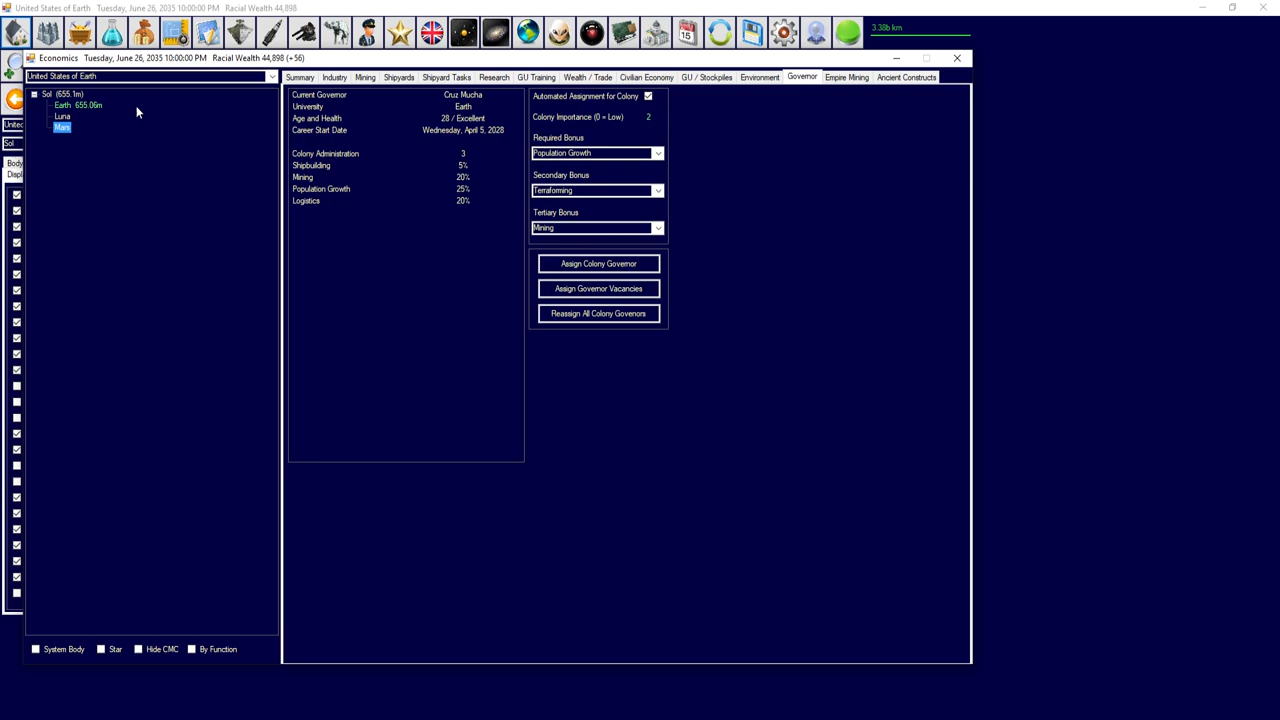 United States of Earth   Tuesday, June 26, 2035 10:00:00 PM   Racial Wealth 44,898
3.38b km
Economics   Tuesday, June 26, 2035 10:00:00 PM   Racial Wealth 44,898 (+56)
United States of Earth
Summary Industry Mining Shipyards Shipyard Tasks Research GU Training Wealth / Trade Civilian Economy GU / Stockpiles Environment Governor Empire Mining Ancient Constructs
Sol (655.1m)
Earth 655.06m
Luna
Mars
Current Governor Cruz Mucha
University Earth
Age and Health 28 / Excellent
Career Start Date Wednesday, April 5, 2028
Colony Administration 3
Shipbuilding 5%
Mining 20%
Population Growth 25%
Logistics 20%
Automated Assignment for Colony
Colony Importance (0 = Low) 2
Required Bonus
Population Growth
Secondary Bonus
Terraforming
Tertiary Bonus
Mining
Assign Colony Governor
Assign Governor Vacancies
Reassign All Colony Govenors
Sol
System Body Star Hide CMC By Function